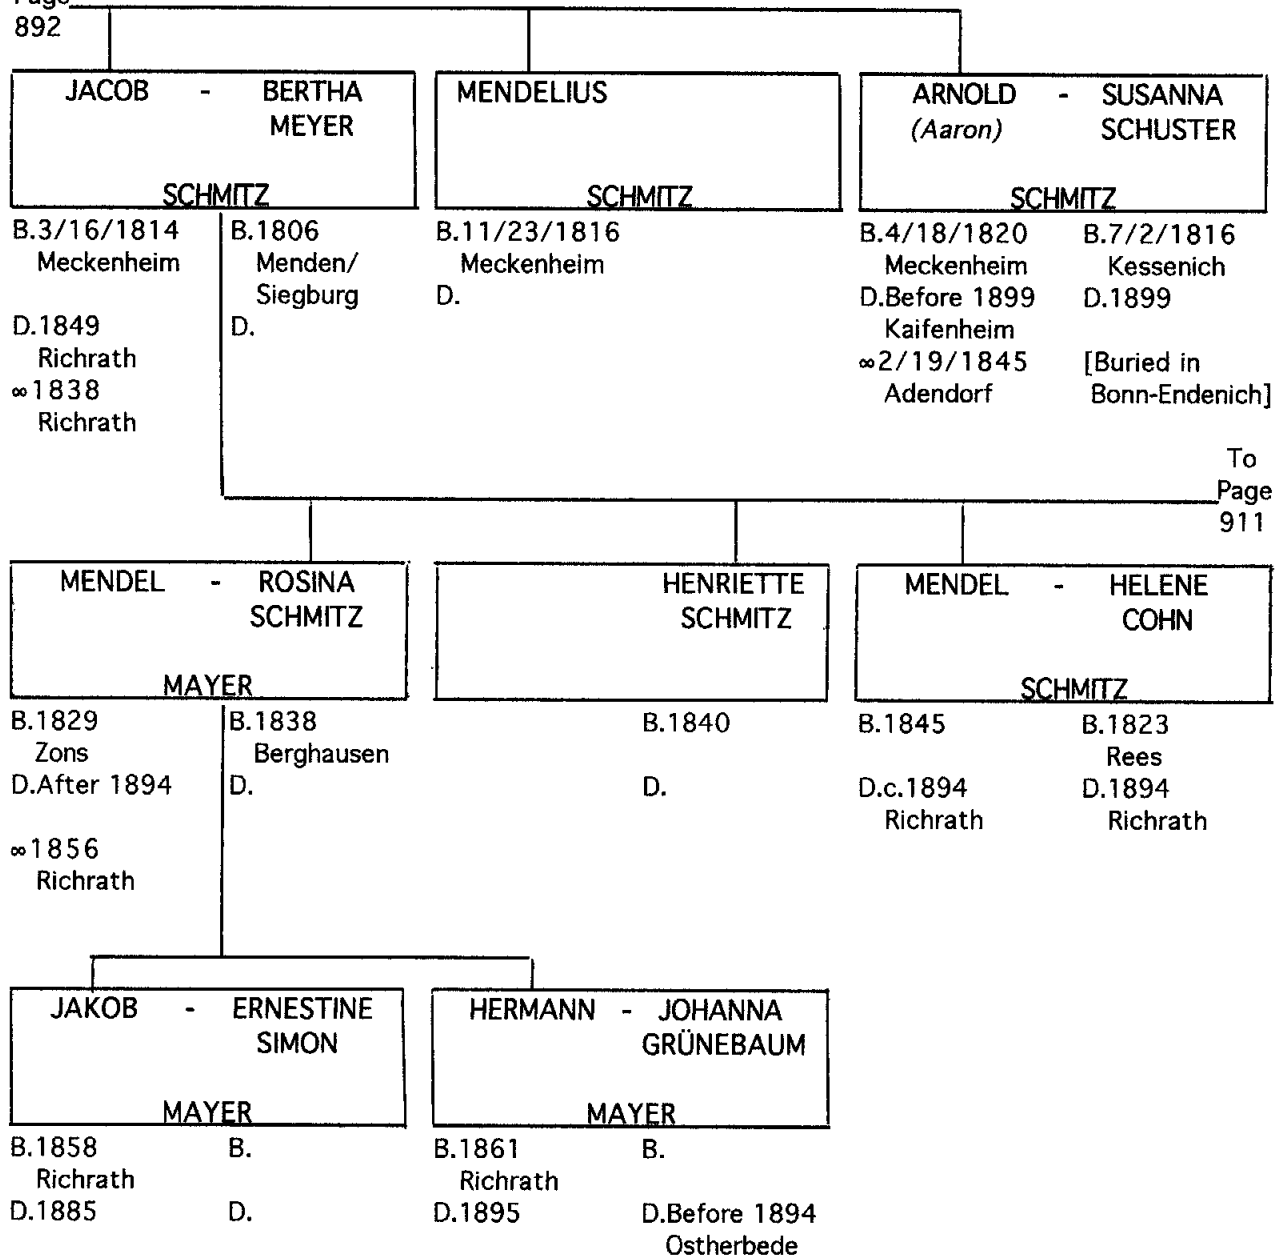 Page
892
JACOB - BERTHA
MEYER
SCHMITZ
B.3/16/1814
Meckenheim
D.1849
Richrath
∞1838
Richrath
B.1806
Menden/
Siegburg
D.
MENDELIUS
SCHMITZ
B.11/23/1816
Meckenheim
D.
ARNOLD - SUSANNA
(Aaron) SCHUSTER
SCHMITZ
B.4/18/1820
Meckenheim
D.Before 1899
Kaifenheim
∞2/19/1845
Adendorf
B.7/2/1816
Kessenich
D.1899
[Buried in
Bonn-Endenich]
To
Page
911
MENDEL - ROSINA
SCHMITZ
MAYER
B.1829
Zons
D.After 1894
∞1856
Richrath
B.1838
Berghausen
D.
HENRIETTE
SCHMITZ
B.1840
D.
MENDEL - HELENE
COHN
SCHMITZ
B.1845
D.c.1894
Richrath
B.1823
Rees
D.1894
Richrath
JAKOB - ERNESTINE
SIMON
MAYER
B.1858
Richrath
D.1885
B.
D.
HERMANN - JOHANNA
GRÜNEBAUM
MAYER
B.1861
Richrath
D.1895
B.
D.Before 1894
Ostherbede